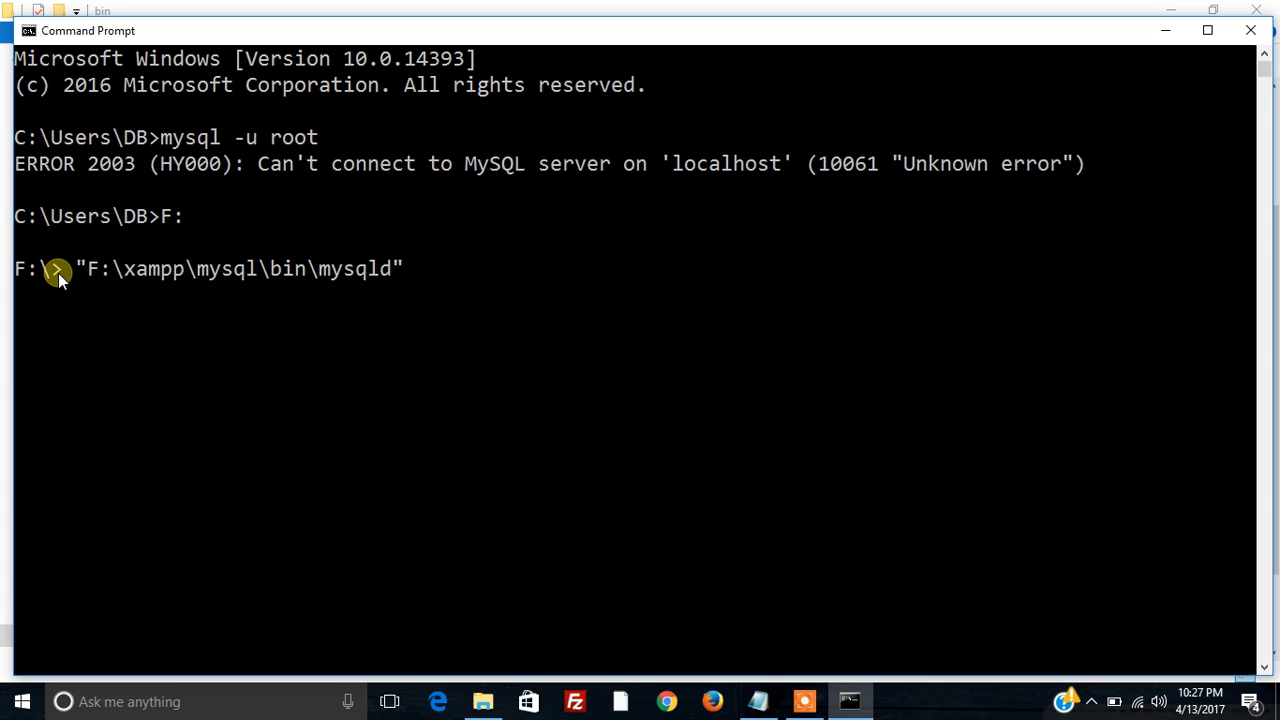 bin
Command Prompt
Microsoft Windows [Version 10.0.14393]
(c) 2016 Microsoft Corporation. All rights reserved.
C:\Users\DB>mysql -u root
ERROR 2003 (HY000): Can't connect to MySQL server on 'localhost' (10061 "Unknown error")
C:\Users\DB>F:
F:\> "F:\xampp\mysql\bin\mysqld"
Ask me anything
10:27 PM
4/13/2017
4